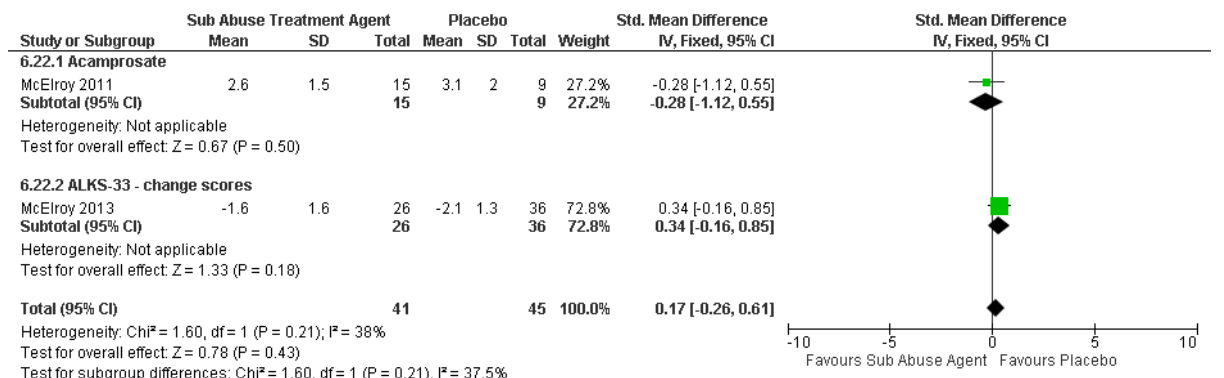 Sub Abuse Treatment Agent Placebo Std. Mean Difference Std. Mean Difference
Study or Subgroup Mean SD Total Mean SD Total Weight IV, Fixed, 95% CI IV, Fixed, 95% CI
6.22.1 Acamprosate
McElroy 2011 2.6 1.5 15 3.1 2 9 27.2% -0.28 [-1.12, 0.55]
Subtotal (95% CI) 15 9 27.2% -0.28 [-1.12, 0.55]
Heterogeneity: Not applicable
Test for overall effect: Z = 0.67 (P = 0.50)
6.22.2 ALKS-33 - change scores
McElroy 2013 -1.6 1.6 26 -2.1 1.3 36 72.8% 0.34 [-0.16, 0.85]
Subtotal (95% CI) 26 36 72.8% 0.34 [-0.16, 0.85]
Heterogeneity: Not applicable
Test for overall effect: Z = 1.33 (P = 0.18)
Total (95% CI) 41 45 100.0% 0.17 [-0.26, 0.61]
Heterogeneity: Chi² = 1.60, df = 1 (P = 0.21); I² = 38%
Test for overall effect: Z = 0.78 (P = 0.43)
Test for subgroup differences: Chi² = 1.60, df = 1 (P = 0.21), I² = 37.5%
-10 -5 0 5 10
Favours Sub Abuse Agent Favours Placebo